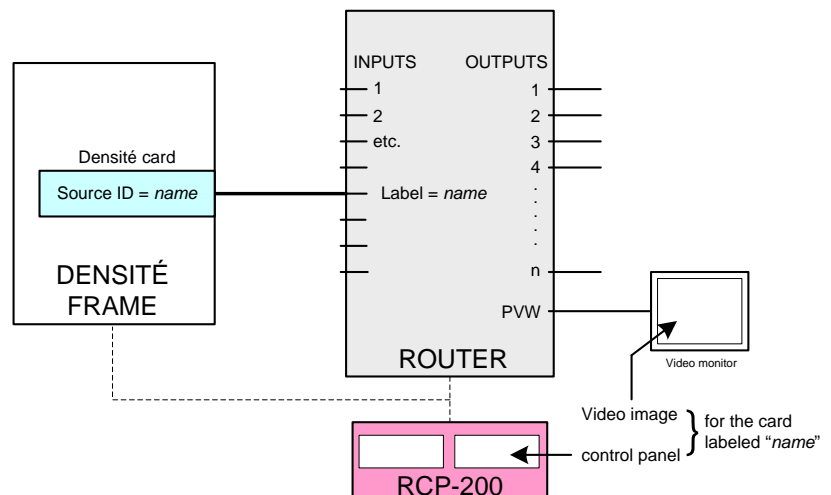 Densité card
Source ID = name
DENSITÉ
FRAME
INPUTS
1
2
etc.
Label = name
OUTPUTS
1
2
3
4
.
.
.
.
.
n
PVW
ROUTER
Video monitor
Video image
control panel
}
for the card
labeled “name”
RCP-200